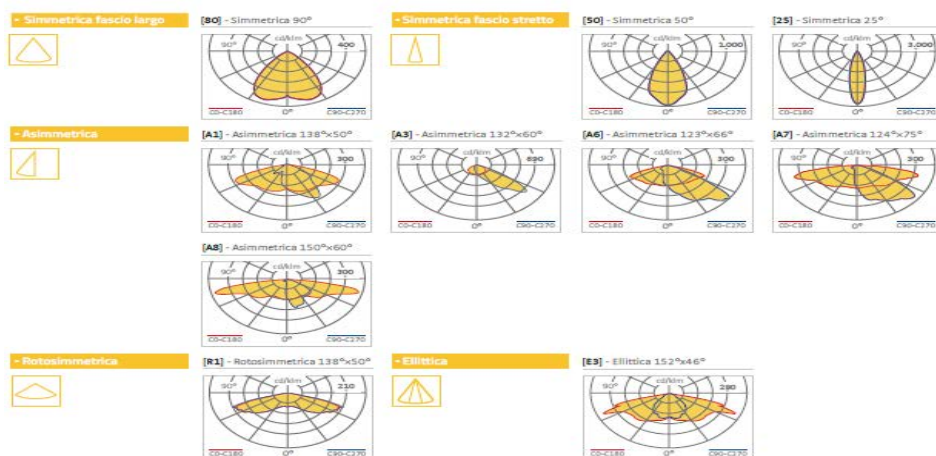 - Simmetrica fascio largo
[80] - Simmetrica 90°
90°
cd/klm
400
C0-C180
0°
C90-C270
- Simmetrica fascio stretto
[50] - Simmetrica 50°
90°
cd/klm
1.000
C0-C180
0°
C90-C270
[25] - Simmetrica 25°
90°
cd/klm
C0-C180
0°
C90-C270
- Asimmetrica
[A1] - Asimmetrica 138°x50°
90°
cd/klm
300
C0-C180
0°
C90-C270
[A3] - Asimmetrica 132°x60°
90°
cd/klm
C0-C180
0°
C90-C270
[A6] - Asimmetrica 123°x66°
90°
cd/klm
300
C0-C180
0°
C90-C270
[A7] - Asimmetrica 124°x75°
90°
cd/klm
300
C0-C180
0°
C90-C270
[A8] - Asimmetrica 150°x60°
90°
cd/klm
C0-C180
0°
C90-C270
- Rotosimmetrica
[R1] - Rotosimmetrica 138°x50°
90°
cd/klm
210
C0-C180
0°
C90-C270
- Ellittica
[E3] - Ellittica 152°x46°
90°
cd/klm
280
C0-C180
0°
C90-C270